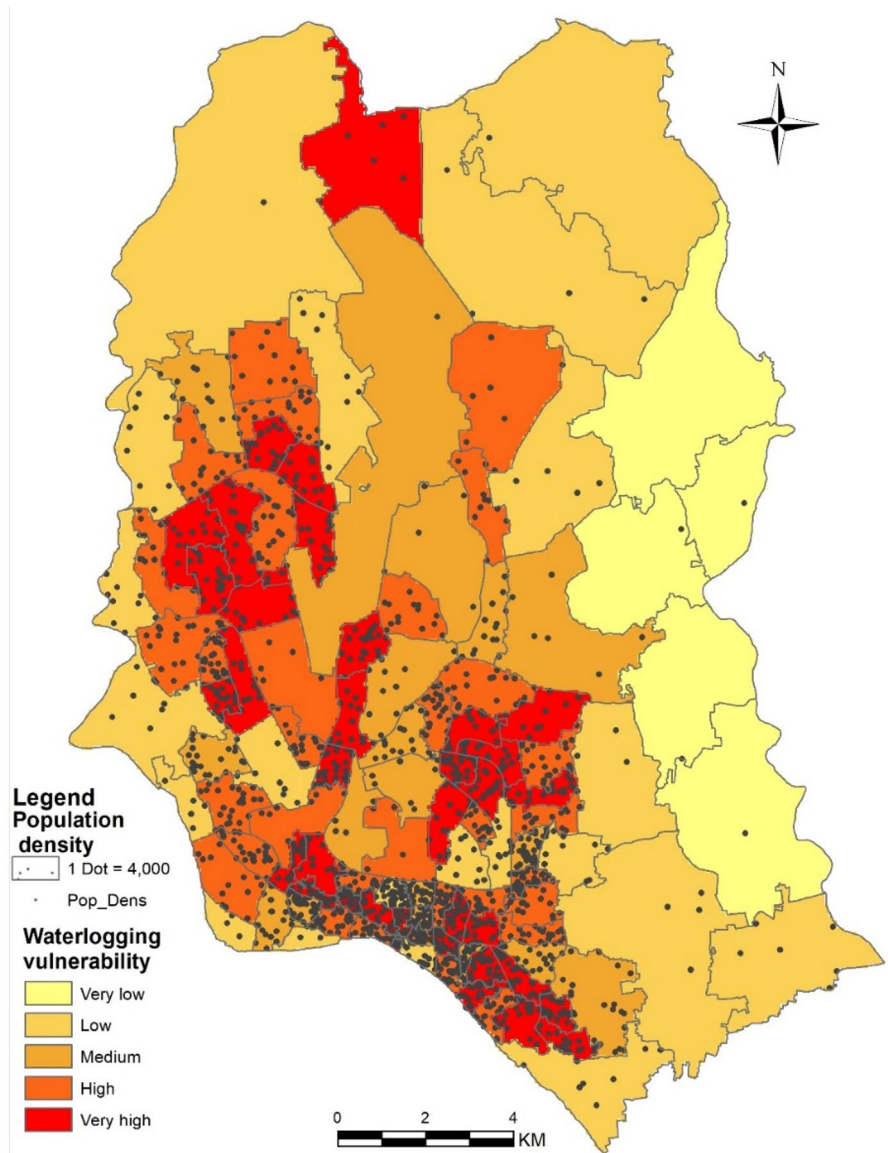 N
Legend
Population
density
1 Dot = 4,000
Pop_Dens
Waterlogging
vulnerability
Very low
Low
Medium
High
Very high
0 2 4
KM